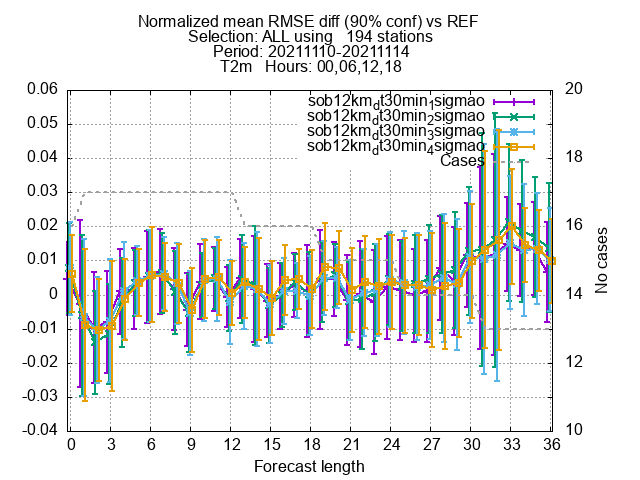 Normalized mean RMSE diff (90% conf) vs REF
Selection: ALL using 194 stations
Period: 20211110-20211114
T2m Hours: 00,06,12,18
sob12km_dt30min_1sigmao
sob12km_dt30min_2sigmao
sob12km_dt30min_3sigmao
sob12km_dt30min_4sigmao
Cases
0.06
0.05
0.04
0.03
0.02
0.01
0
-0.01
-0.02
-0.03
-0.04
20
18
16
14
12
10
No cases
0 3 6 9 12 15 18 21 24 27 30 33 36
Forecast length